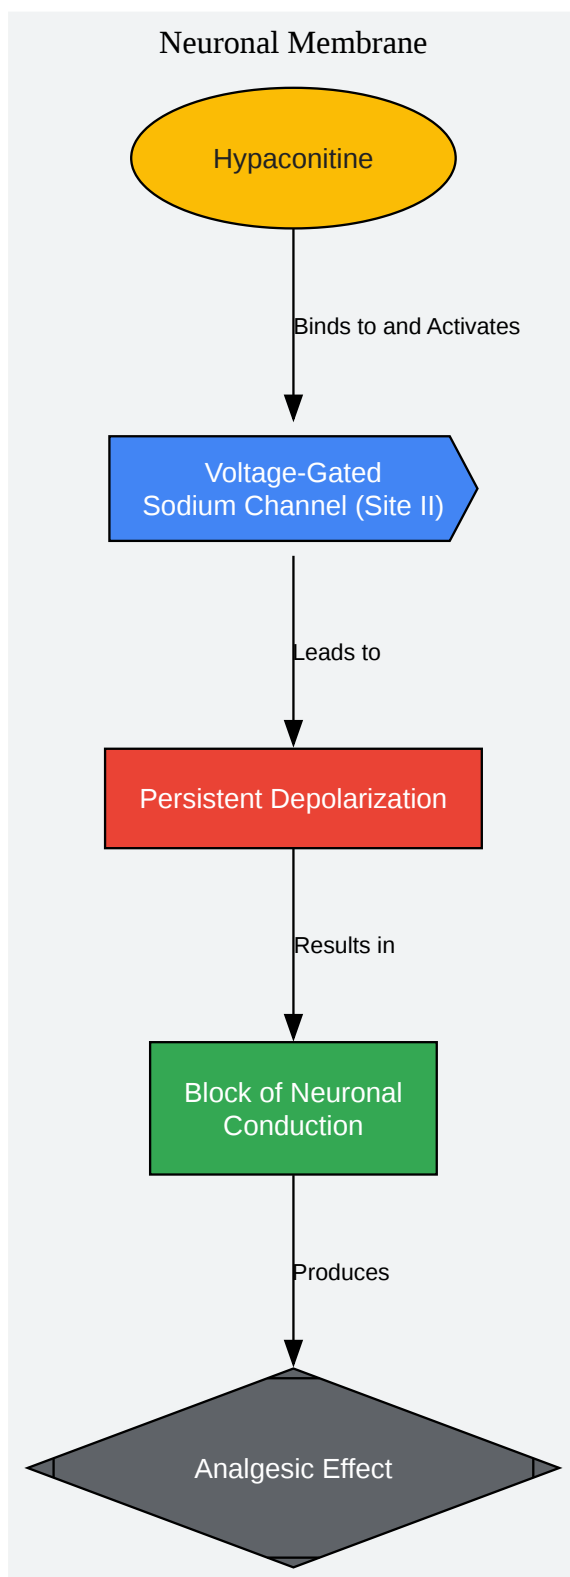 Neuronal Membrane
Hypaconitine
Binds to and Activates
Voltage-Gated
Sodium Channel (Site II)
Leads to
Persistent Depolarization
Results in
Block of Neuronal
Conduction
Produces
Analgesic Effect